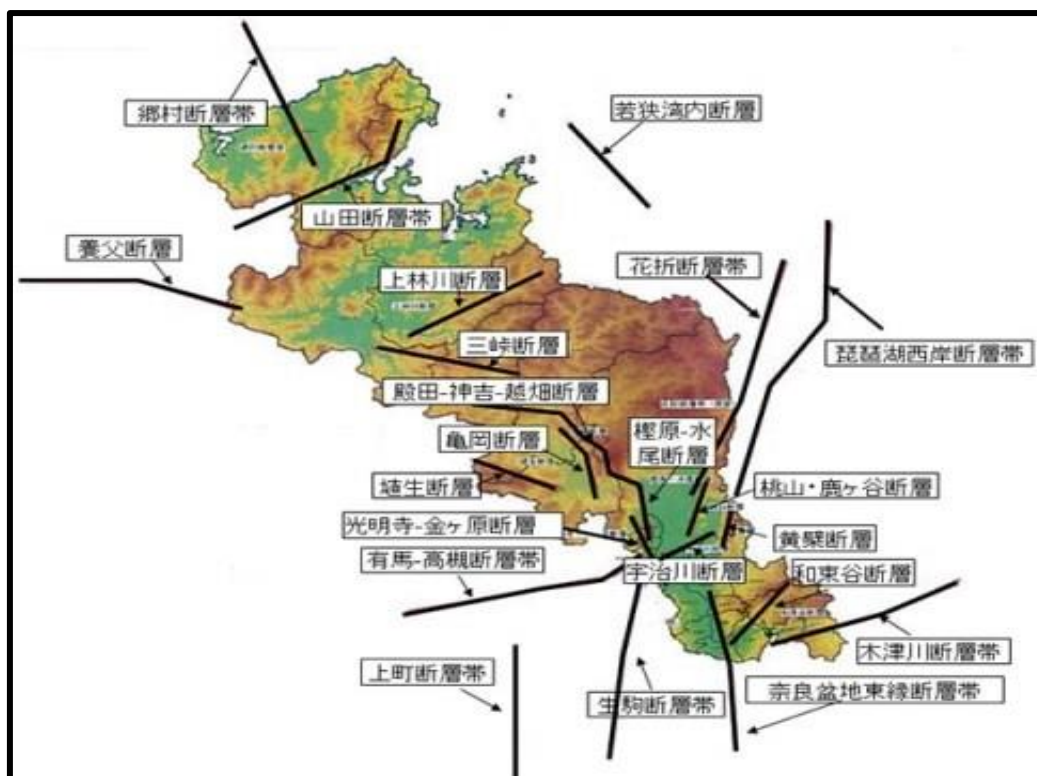 郷村断層帯
若狭湾内断層
山田断層帯
養父断層
上林川断層
花折断層帯
三峠断層
琵琶湖西岸断層帯
殿田-神吉-越畑断層
樫原-水
尾断層
亀岡断層
埴生断層
桃山・鹿ヶ谷断層
光明寺-金ヶ原断層
黄檗断層
有馬-高槻断層帯
宇治川断層
和束谷断層
木津川断層帯
上町断層帯
生駒断層帯
奈良盆地東縁断層帯